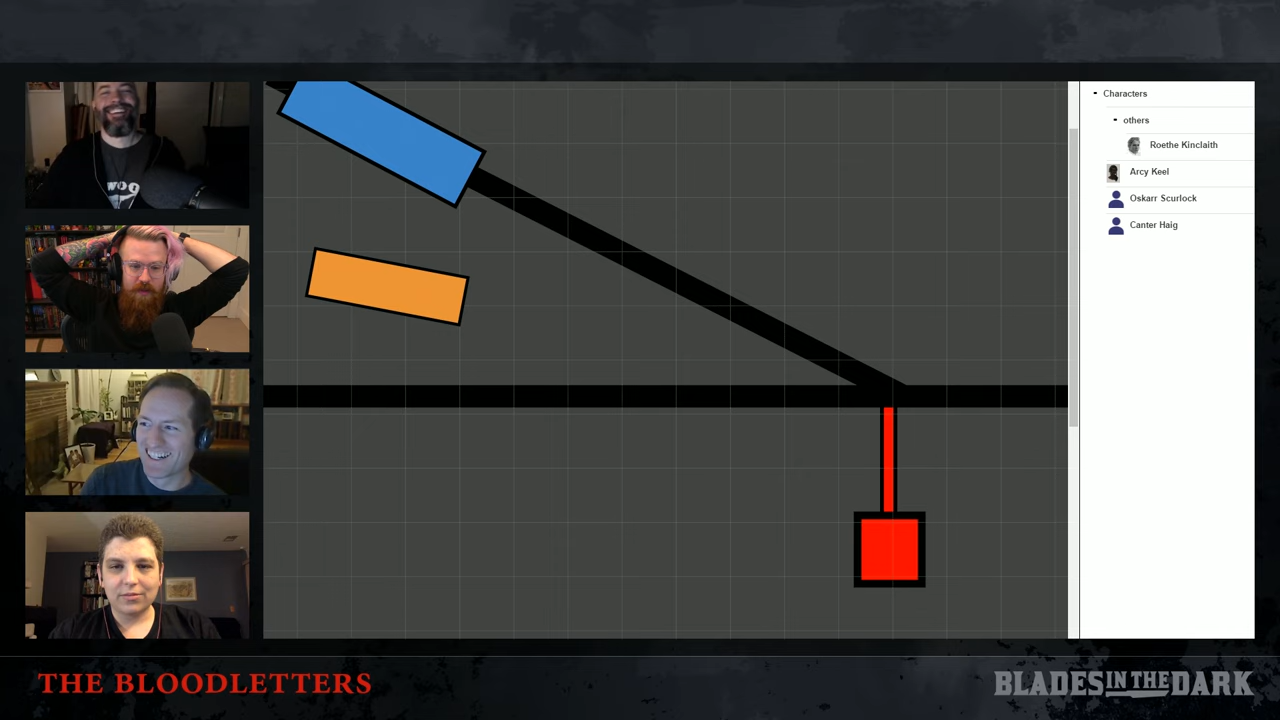 Characters
others
Roethe Kinclaith
Arcy Keel
Oskarr Scurlock
Canter Haig
THE BLOODLETTERS
BLADES IN THE DARK